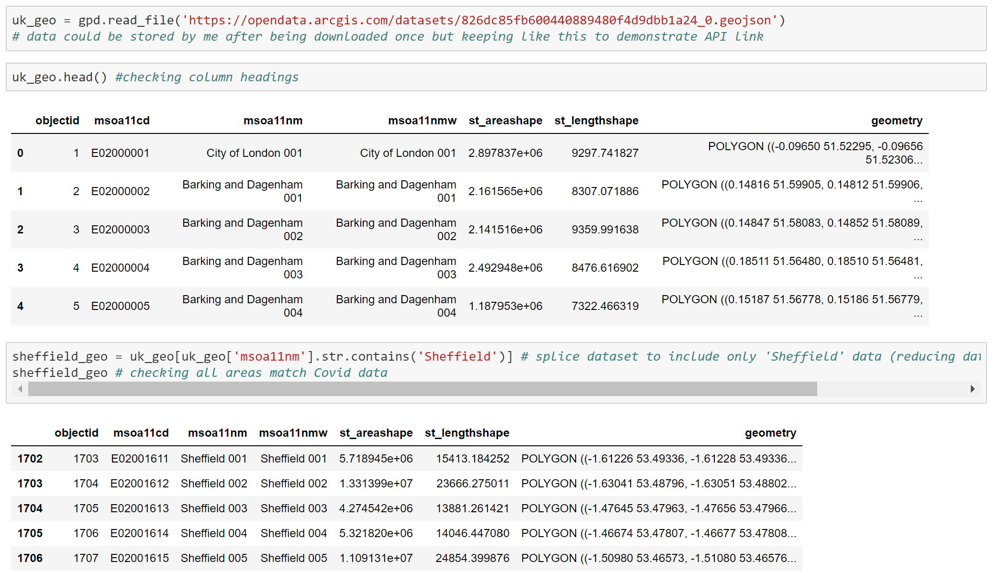 uk_geo = gpd.read_file('https://opendata.arcgis.com/datasets/826dc85fb600440889480f4d9dbb1a24_0.geojson')
# data could be stored by me after being downloaded once but keeping like this to demonstrate API link
uk_geo.head() #checking column headings
objectid msoa11cd msoa11nm msoa11nmw st_areashape st_lengthshape geometry
0 1 E02000001 City of London 001 City of London 001 2.897837e+06 9297.741827 POLYGON ((-0.09650 51.52295, -0.09656
51.52306...
1 2 E02000002 Barking and Dagenham Barking and Dagenham 2.161565e+06 8307.071886 POLYGON ((0.14816 51.59905, 0.14812 51.59906,
001 001 ...
2 3 E02000003 Barking and Dagenham Barking and Dagenham 2.141516e+06 9359.991638 POLYGON ((0.14847 51.58083, 0.14852 51.58089,
002 002 ...
3 4 E02000004 Barking and Dagenham Barking and Dagenham 2.492948e+06 8476.616902 POLYGON ((0.18511 51.56480, 0.18510 51.56481,
003 003 ...
4 5 E02000005 Barking and Dagenham Barking and Dagenham 1.187953e+06 7322.466319 POLYGON ((0.15187 51.56778, 0.15186 51.56779,
004 004 ...
sheffield_geo = uk_geo[uk_geo['msoa11nm'].str.contains('Sheffield')] # splice dataset to include only 'Sheffield' data (reducing dat
sheffield_geo # checking all areas match Covid data
objectid msoa11cd msoa11nm msoa11nmw st_areashape st_lengthshape geometry
1702 1703 E02001611 Sheffield 001 Sheffield 001 5.718945e+06 15413.184252 POLYGON ((-1.61226 53.49336, -1.61228 53.49336...
1703 1704 E02001612 Sheffield 002 Sheffield 002 1.331399e+07 23666.275011 POLYGON ((-1.63041 53.48796, -1.63051 53.48802...
1704 1705 E02001613 Sheffield 003 Sheffield 003 4.274542e+06 13881.261421 POLYGON ((-1.47645 53.47963, -1.47656 53.47966...
1705 1706 E02001614 Sheffield 004 Sheffield 004 5.321820e+06 14046.447080 POLYGON ((-1.46674 53.47807, -1.46677 53.47808...
1706 1707 E02001615 Sheffield 005 Sheffield 005 1.109131e+07 24854.399876 POLYGON ((-1.50980 53.46573, -1.51080 53.46576...